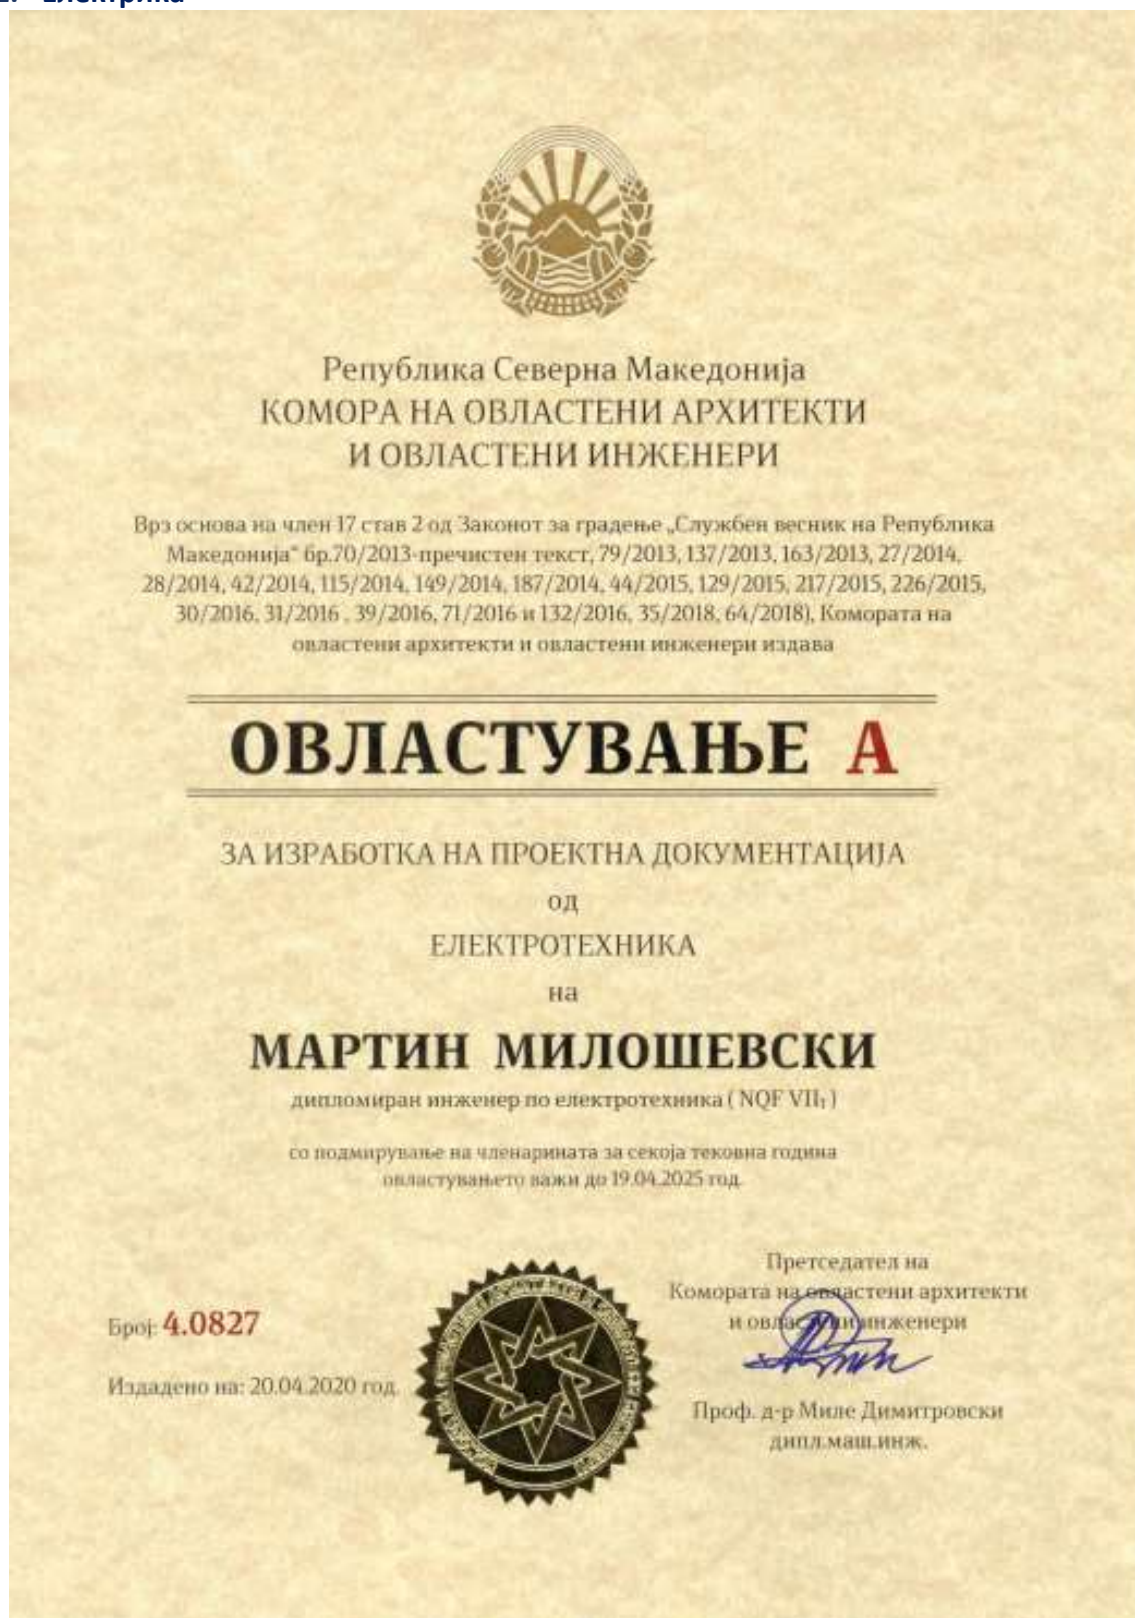 Електрика
Република Северна Македонија
КОМОРА НА ОВЛАСТЕНИ АРХИТЕКТИ
И ОВЛАСТЕНИ ИНЖЕНЕРИ
Врз основа на член 17 став 2 од Законот за градење „Службен весник на Република
Македонија“ бр.70/2013-пречистен текст, 79/2013, 137/2013, 163/2013, 27/2014,
28/2014, 42/2014, 115/2014, 149/2014, 187/2014, 44/2015, 129/2015, 217/2015, 226/2015,
30/2016, 31/2016 , 39/2016, 71/2016 и 132/2016, 35/2018, 64/2018), Комората на
овластени архитекти и овластени инженери издава
ОВЛАСТУВАЊЕ А
ЗА ИЗРАБОТКА НА ПРОЕКТНА ДОКУМЕНТАЦИЈА
од
ЕЛЕКТРОТЕХНИКА
на
МАРТИН МИЛОШЕВСКИ
дипломиран инженер по електротехника ( NQF VII₁ )
со подмирување на членарината за секоја тековна година
овластувањето важи до 19.04.2025 год.
Број: 4.0827
Издадено на: 20.04.2020 год.
Претседател на
Комората на овластени архитекти
и овластени инженери
Проф. д-р Миле Димитровски
дипл.маш.инж.